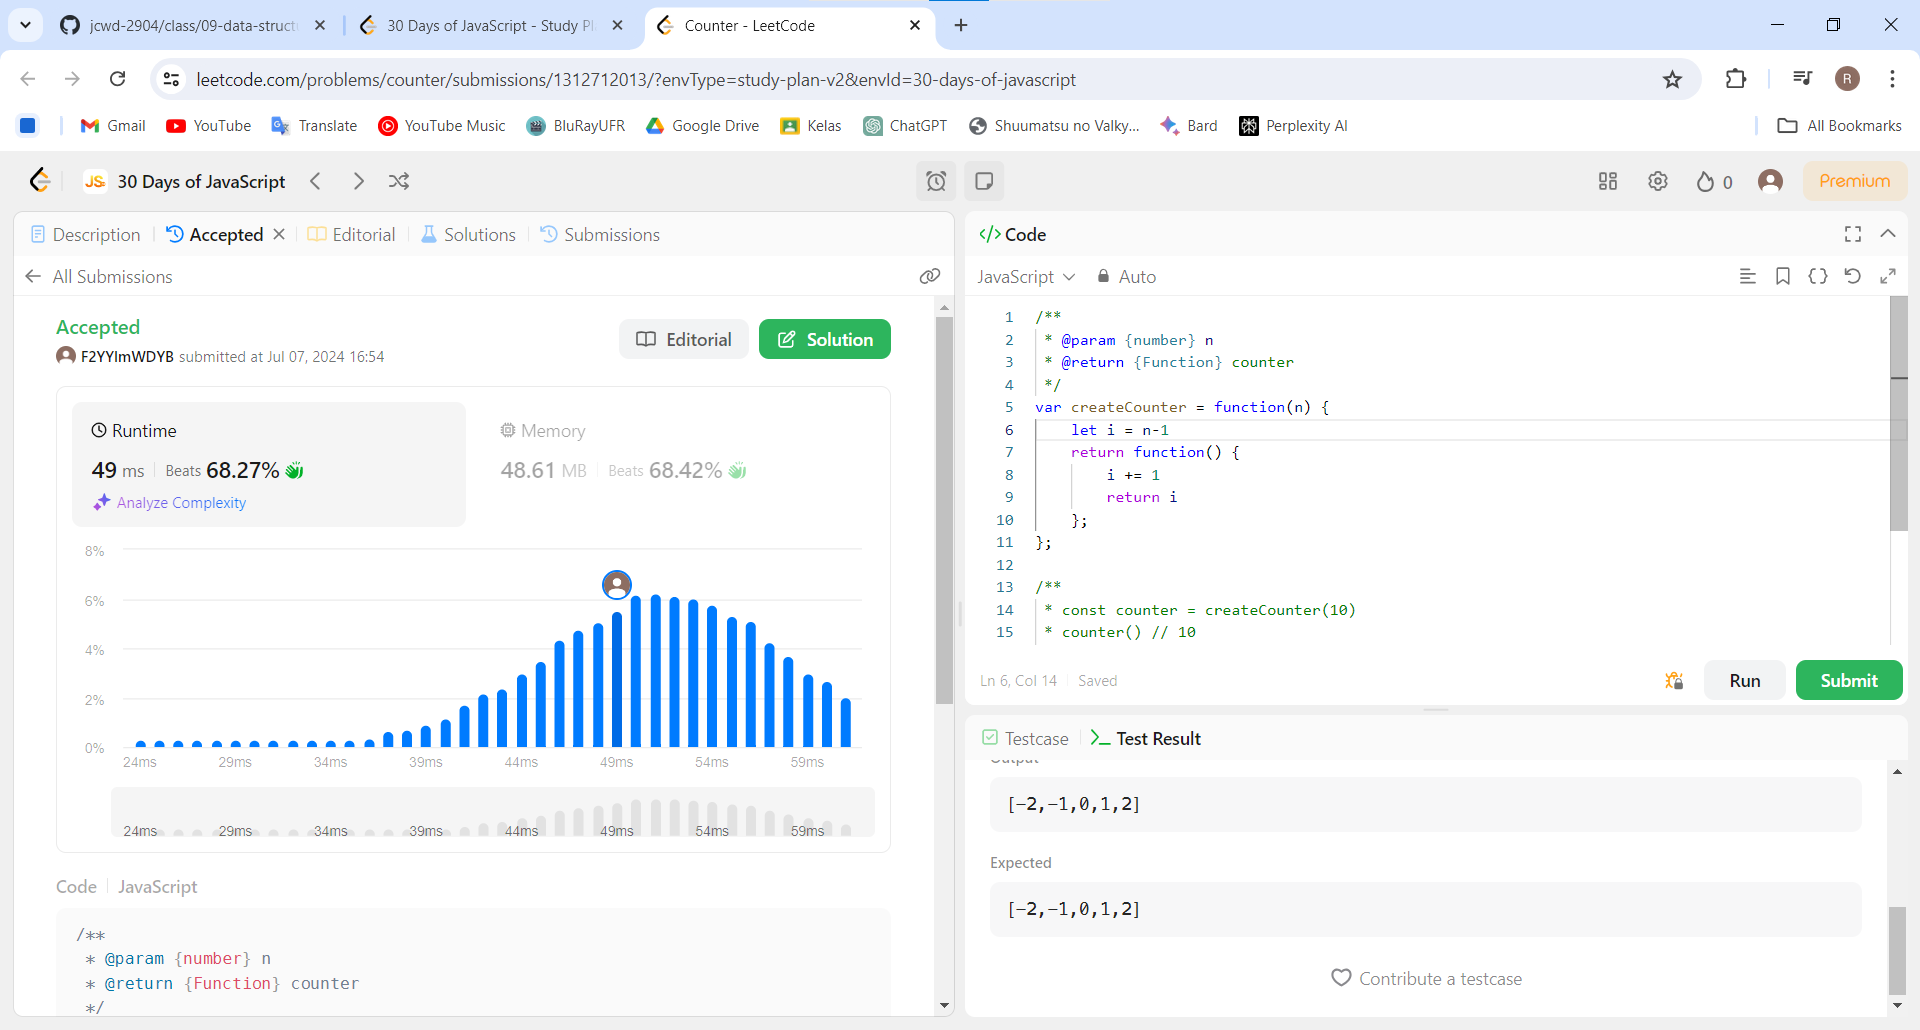 jcwd-2904/class/09-data-struct
30 Days of JavaScript - Study Pl
Counter - LeetCode
leetcode.com/problems/counter/submissions/1312712013/?envType=study-plan-v2&envId=30-days-of-javascript
R
Gmail
YouTube
Translate
YouTube Music
BluRayUFR
Google Drive
Kelas
ChatGPT
Shuumatsu no Valky...
Bard
Perplexity AI
All Bookmarks
JS
30 Days of JavaScript
0
Premium
Description
Accepted
Editorial
Solutions
Submissions
All Submissions
Accepted
F2YYlmWDYB submitted at Jul 07, 2024 16:54
Editorial
Solution
Runtime
49 ms
Beats 68.27%
Analyze Complexity
Memory
48.61 MB
Beats 68.42%
8%
6%
4%
2%
0%
24ms 29ms 34ms 39ms 44ms 49ms 54ms 59ms
24ms 29ms 34ms 39ms 44ms 49ms 54ms 59ms
Code
JavaScript
/**
* @param {number} n
* @return {Function} counter
*/
</> Code
JavaScript
Auto
1 /**
2 * @param {number} n
3 * @return {Function} counter
4 */
5 var createCounter = function(n) {
6 let i = n-1
7 return function() {
8 i += 1
9 return i
10 };
11 };
12
13 /**
14 * const counter = createCounter(10)
15 * counter() // 10
Ln 6, Col 14
Saved
Run
Submit
Testcase
Test Result
Output
[-2,-1,0,1,2]
Expected
[-2,-1,0,1,2]
Contribute a testcase